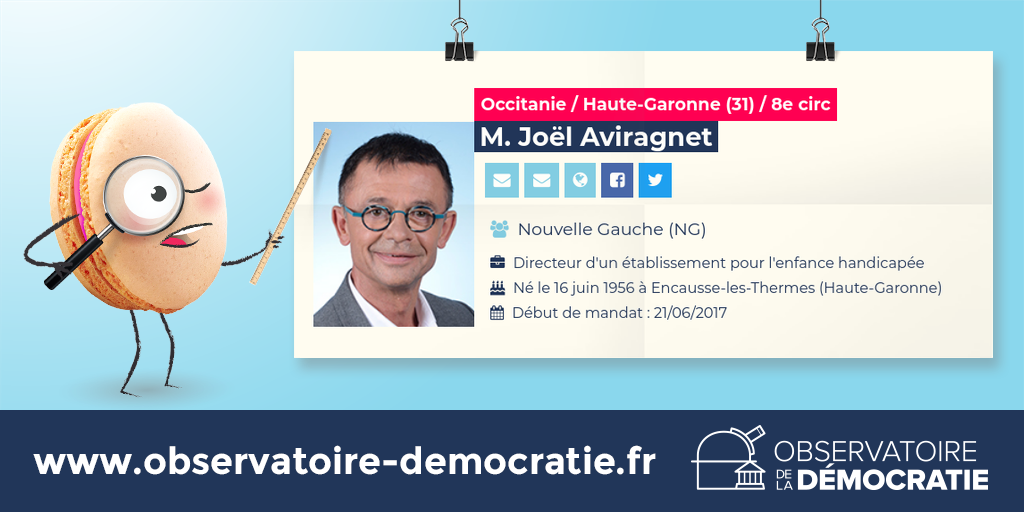 Occitanie / Haute-Garonne (31) / 8e circ
M. Joël Aviragnet
Nouvelle Gauche (NG)
Directeur d'un établissement pour l'enfance handicapée
Né le 16 juin 1956 à Encausse-les-Thermes (Haute-Garonne)
Début de mandat : 21/06/2017
www.observatoire-democratie.fr
OBSERVATOIRE
DE LA DÉMOCRATIE